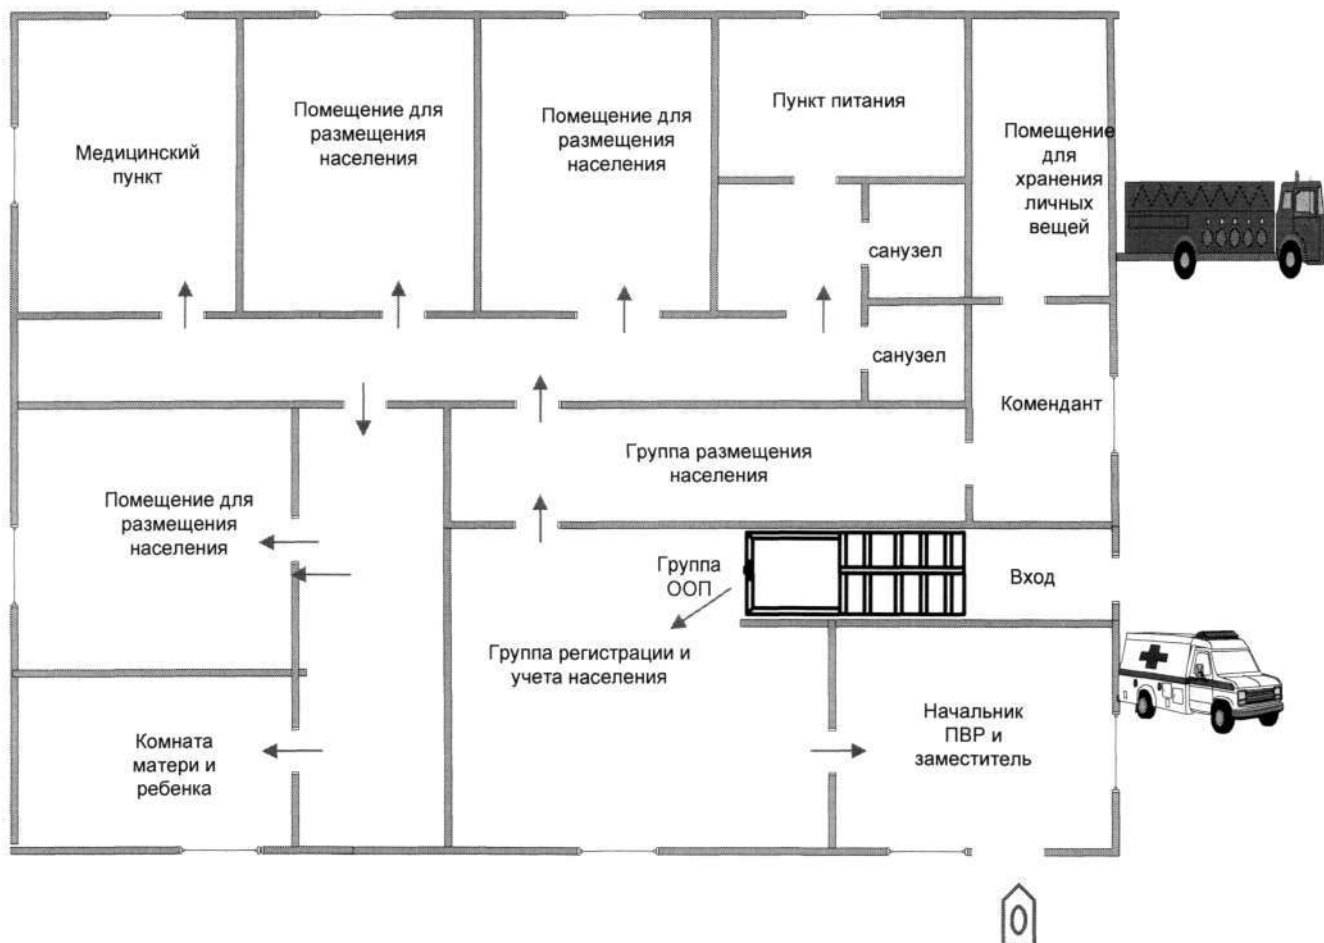 Медицинский
пункт
Помещение для
размещения
населения
Помещение для
размещения
населения
Пункт питания
Помещение
для
хранения
личных
вещей
санузел
санузел
Комендант
Группа размещения
населения
Помещение для
размещения
населения
Группа
ООП
Вход
Группа регистрации и
учета населения
Комната
матери и
ребенка
Начальник
ПВР и
заместитель